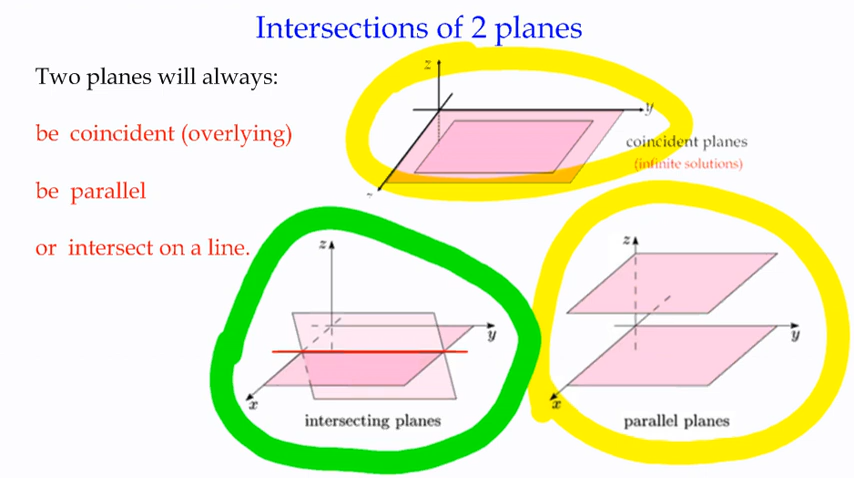 Intersections of 2 planes
Two planes will always:
be coincident (overlying)
be parallel
or intersect on a line.
z
y
coincident planes
(infinite solutions)
z
y
x
intersecting planes
z
y
x
parallel planes